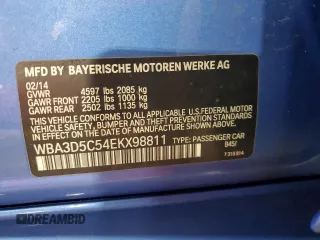 MFD BY BAYERISCHE MOTOREN WERKE AG
02/14
GVWR 4597 lbs 2085 kg
GAWR FRONT 2205 lbs 1000 kg
GAWR REAR 2502 lbs 1135 kg
THIS VEHICLE CONFORMS TO ALL APPLICABLE
U.S. FEDERAL MOTOR VEHICLE SAFETY, BUMPER AND
THEFT PREVENTION STANDARDS IN EFFECT ON THE
DATE OF MANUFACTURE SHOWN ABOVE.
WBA3D5C54EKX98811 TYPE: PASSENGER CAR
B45/
DREAMBID